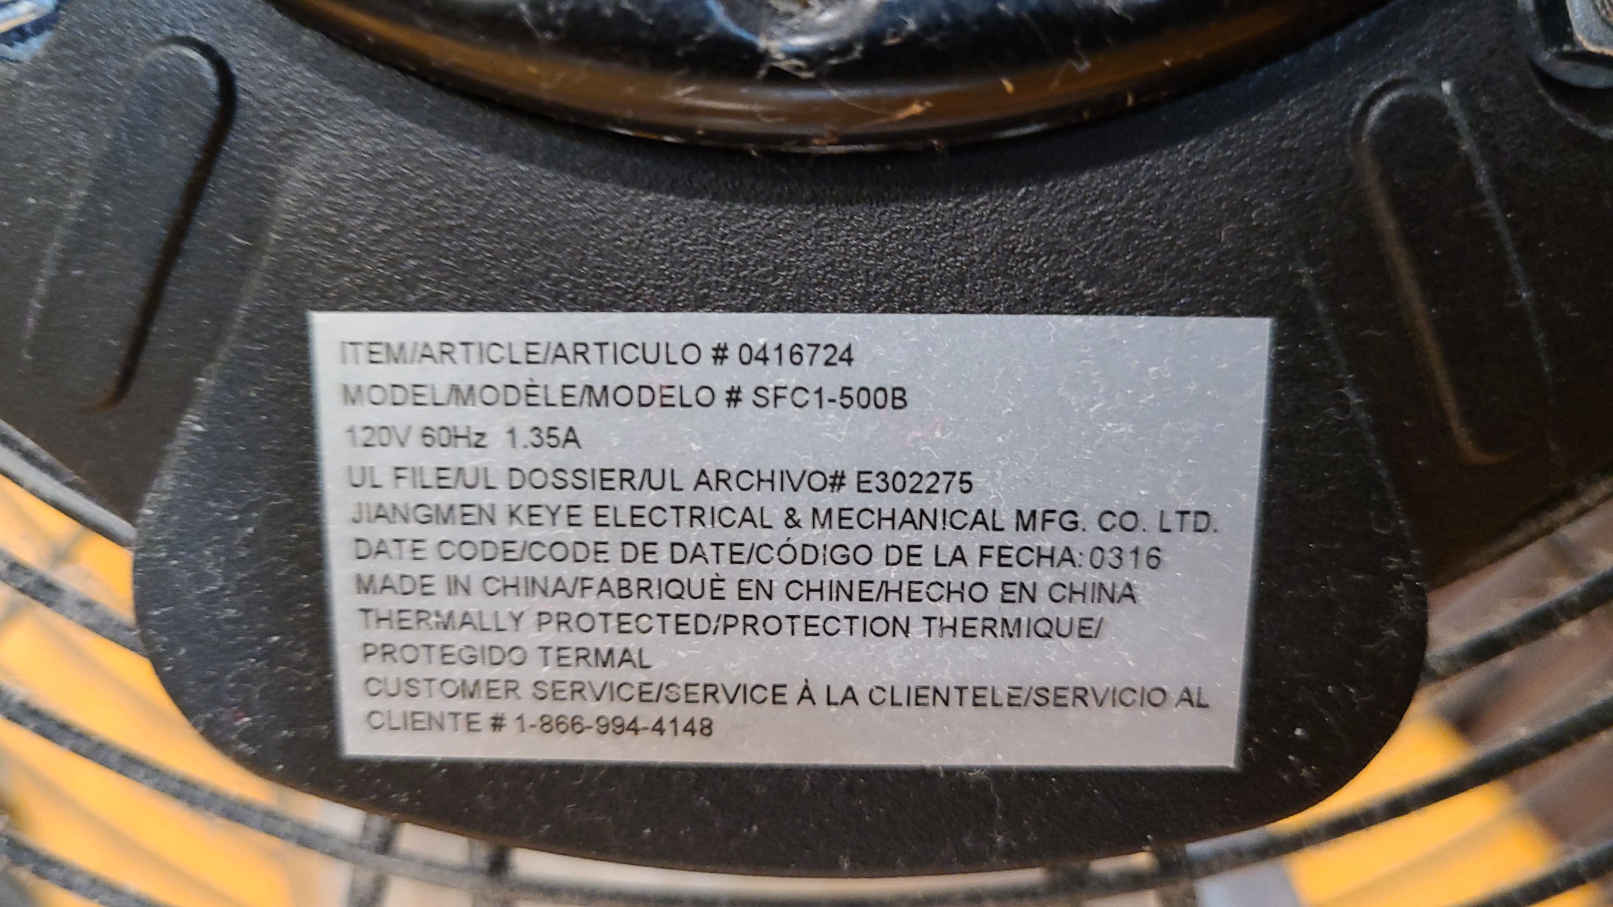 ITEM/ARTICLE/ARTICULO # 0416724
MODEL/MODÈLE/MODELO # SFC1-500B
120V 60Hz 1.35A
UL FILE/UL DOSSIER/UL ARCHIVO# E302275
JIANGMEN KEYE ELECTRICAL & MECHANICAL MFG. CO. LTD.
DATE CODE/CODE DE DATE/CÓDIGO DE LA FECHA: 0316
MADE IN CHINA/FABRIQUÈ EN CHINE/HECHO EN CHINA
THERMALLY PROTECTED/PROTECTION THERMIQUE/
PROTEGIDO TERMAL
CUSTOMER SERVICE/SERVICE À LA CLIENTELE/SERVICIO AL
CLIENTE # 1-866-994-4148